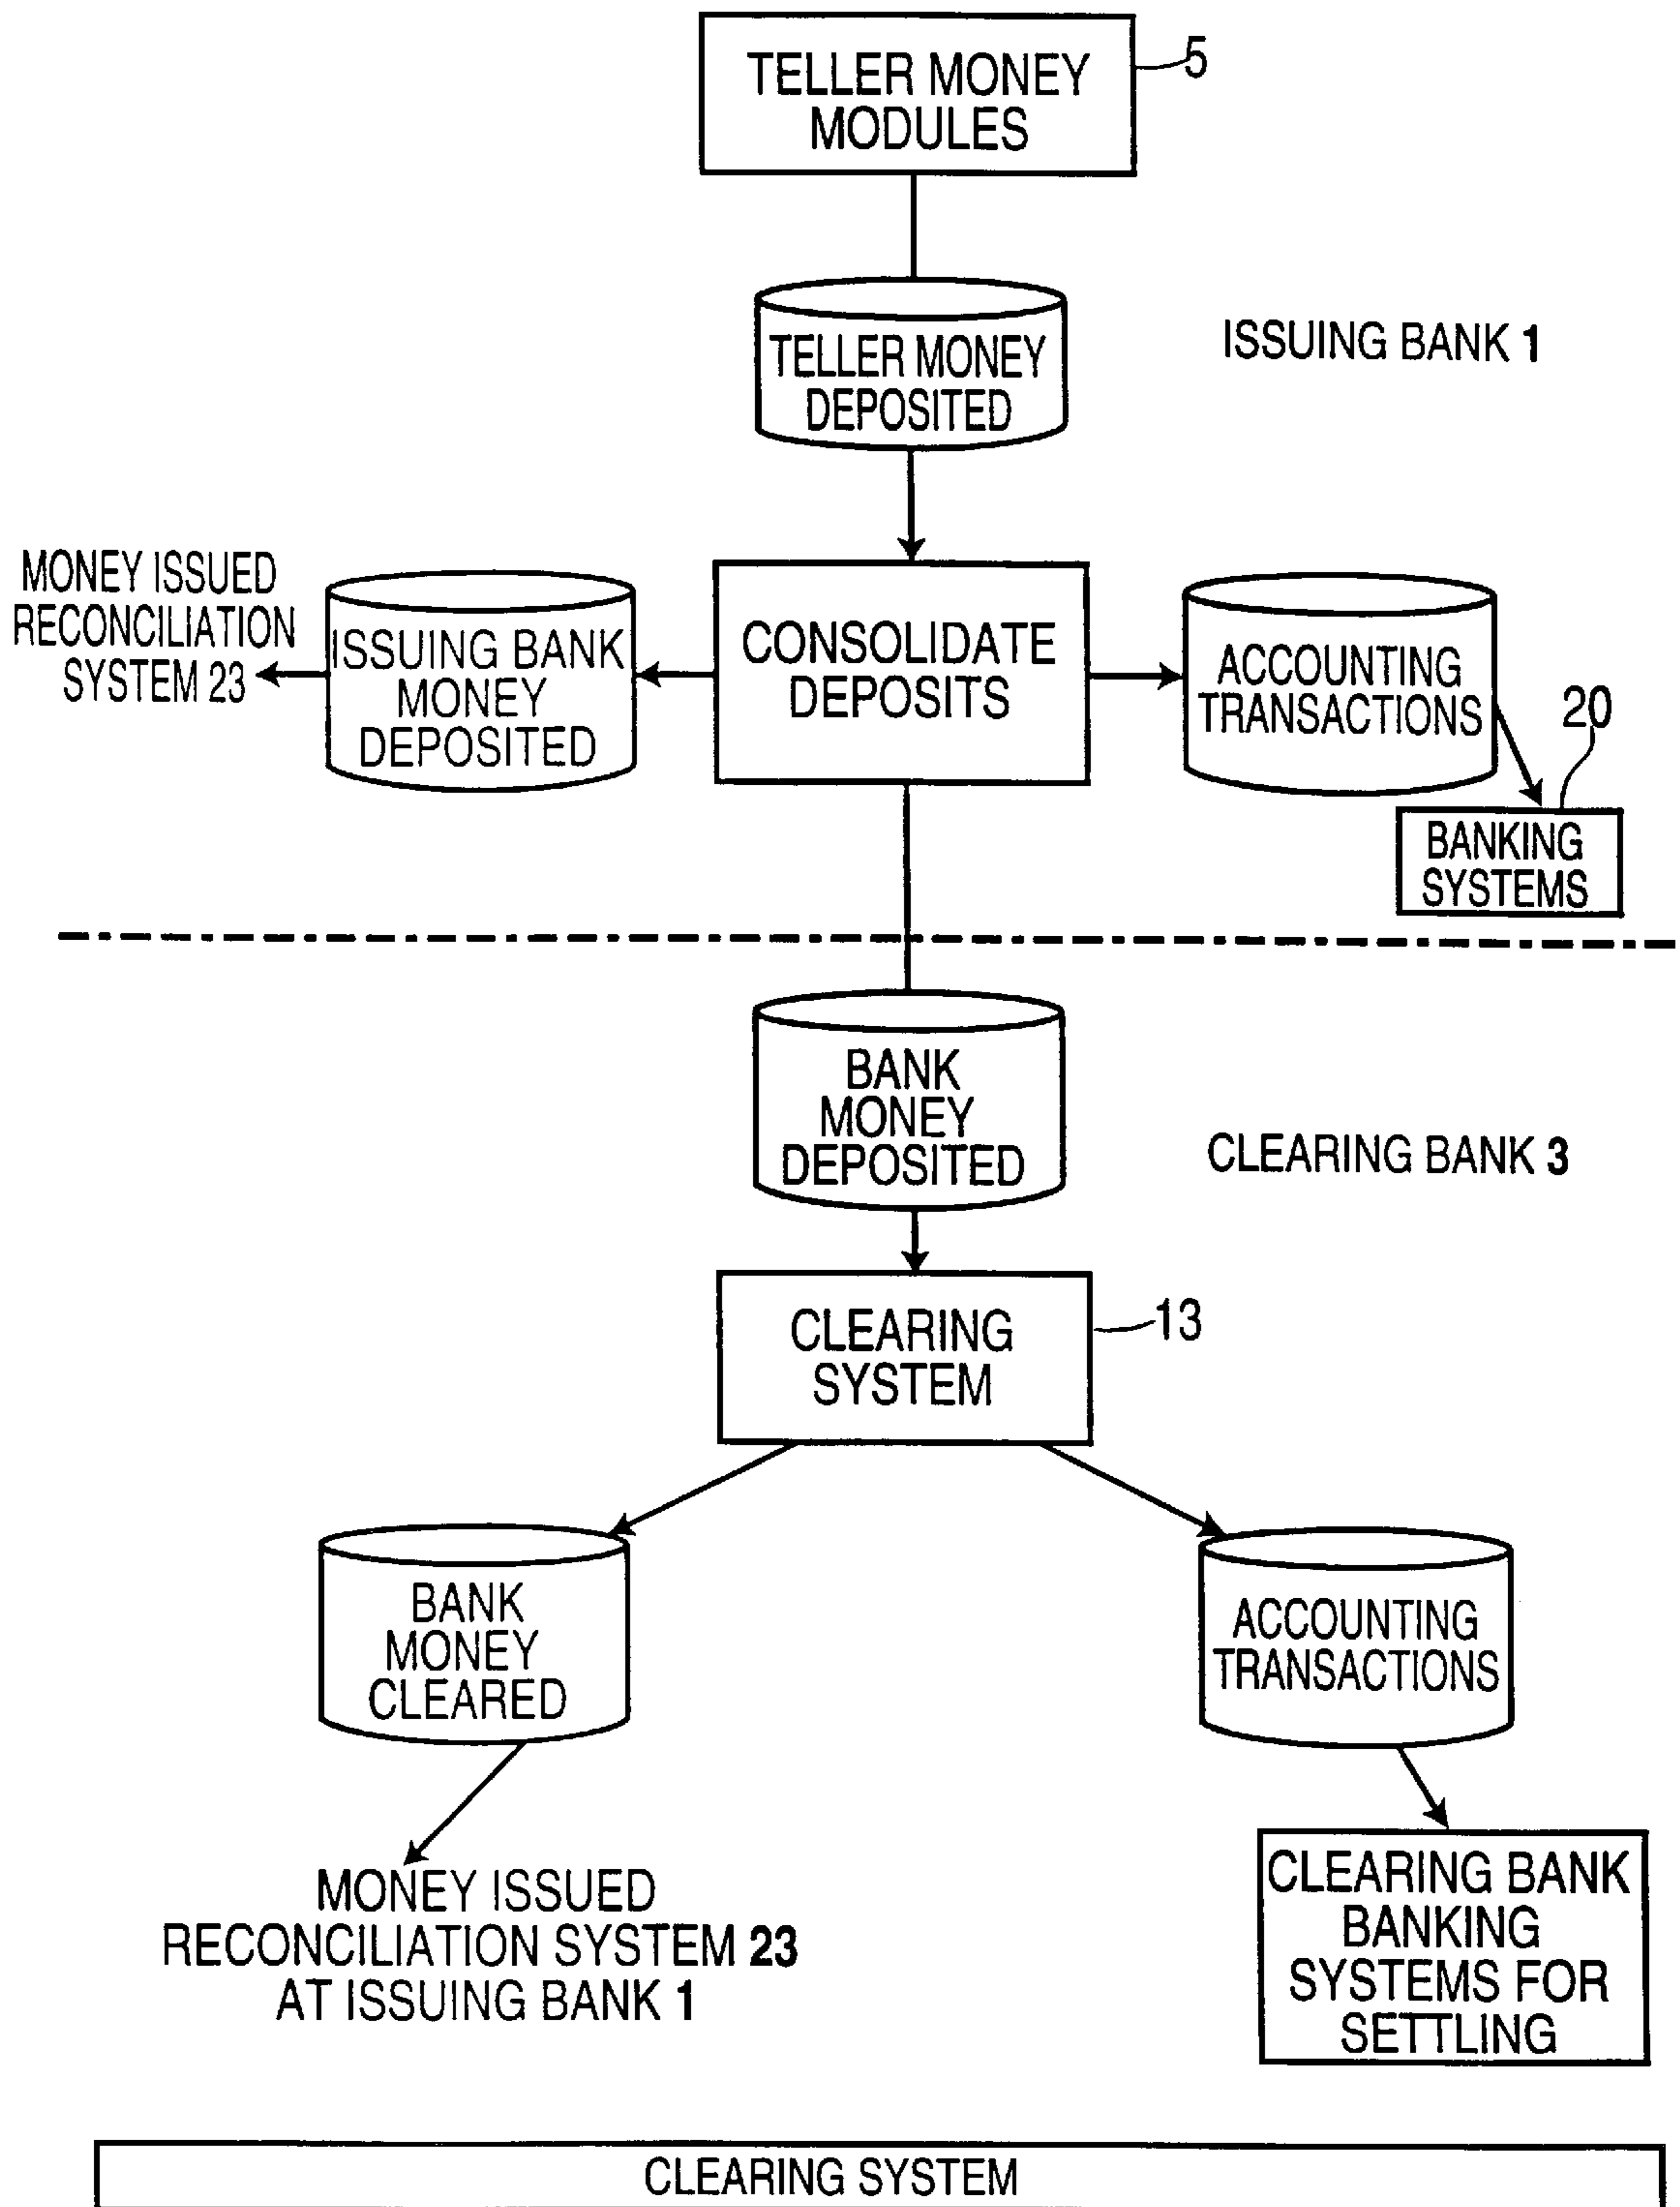 TELLER MONEY
MODULES
5
TELLER MONEY
DEPOSITED
ISSUING BANK 1
MONEY ISSUED
RECONCILIATION
SYSTEM 23
ISSUING BANK
MONEY
DEPOSITED
CONSOLIDATE
DEPOSITS
ACCOUNTING
TRANSACTIONS
20
BANKING
SYSTEMS
BANK
MONEY
DEPOSITED
CLEARING BANK 3
CLEARING
SYSTEM
13
BANK
MONEY
CLEARED
ACCOUNTING
TRANSACTIONS
MONEY ISSUED
RECONCILIATION SYSTEM 23
AT ISSUING BANK 1
CLEARING BANK
BANKING
SYSTEMS FOR
SETTLING
CLEARING SYSTEM